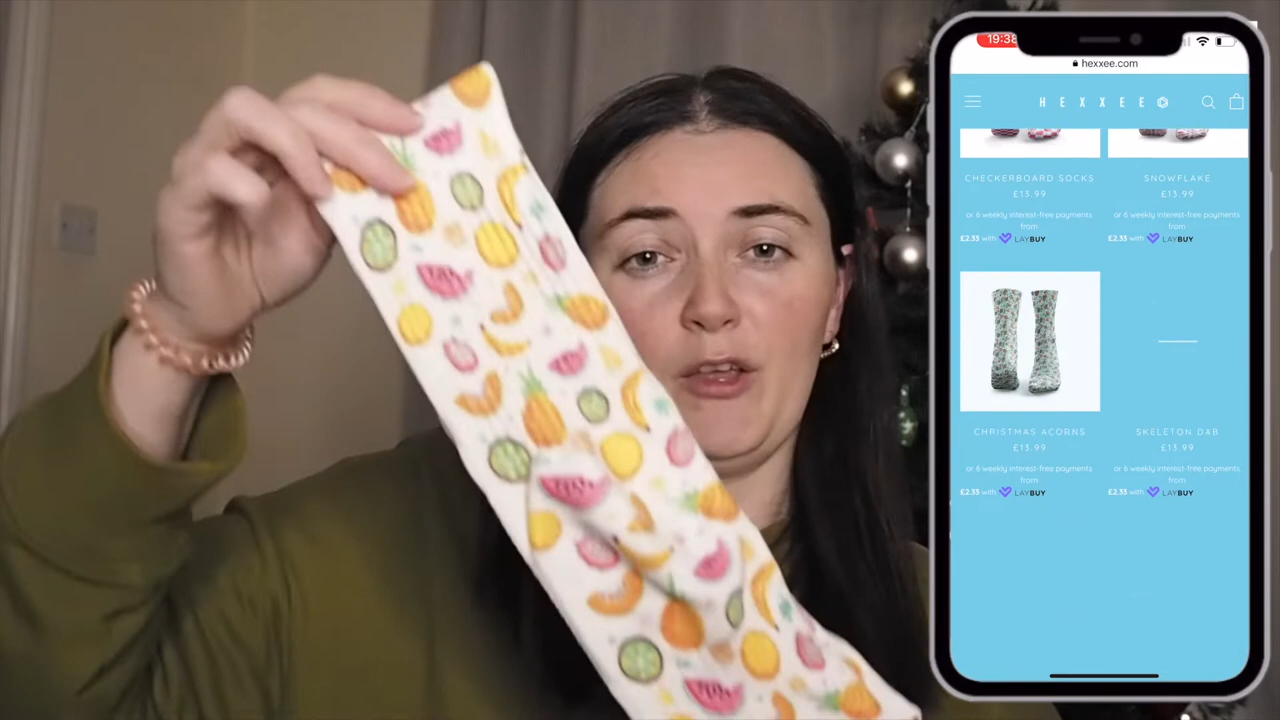 19:38
hexxee.com
HEXXEE
CHECKERBOARD SOCKS
£13.99
or 6 weekly interest-free payments
from
£2.33 with LAYBUY
SNOWFLAKE
£13.99
or 6 weekly interest-free payments
from
£2.33 with LAYBUY
CHRISTMAS ACORNS
£13.99
or 6 weekly interest-free payments
from
£2.33 with LAYBUY
SKELETON DAB
£13.99
or 6 weekly interest-free payments
from
£2.33 with LAYBUY